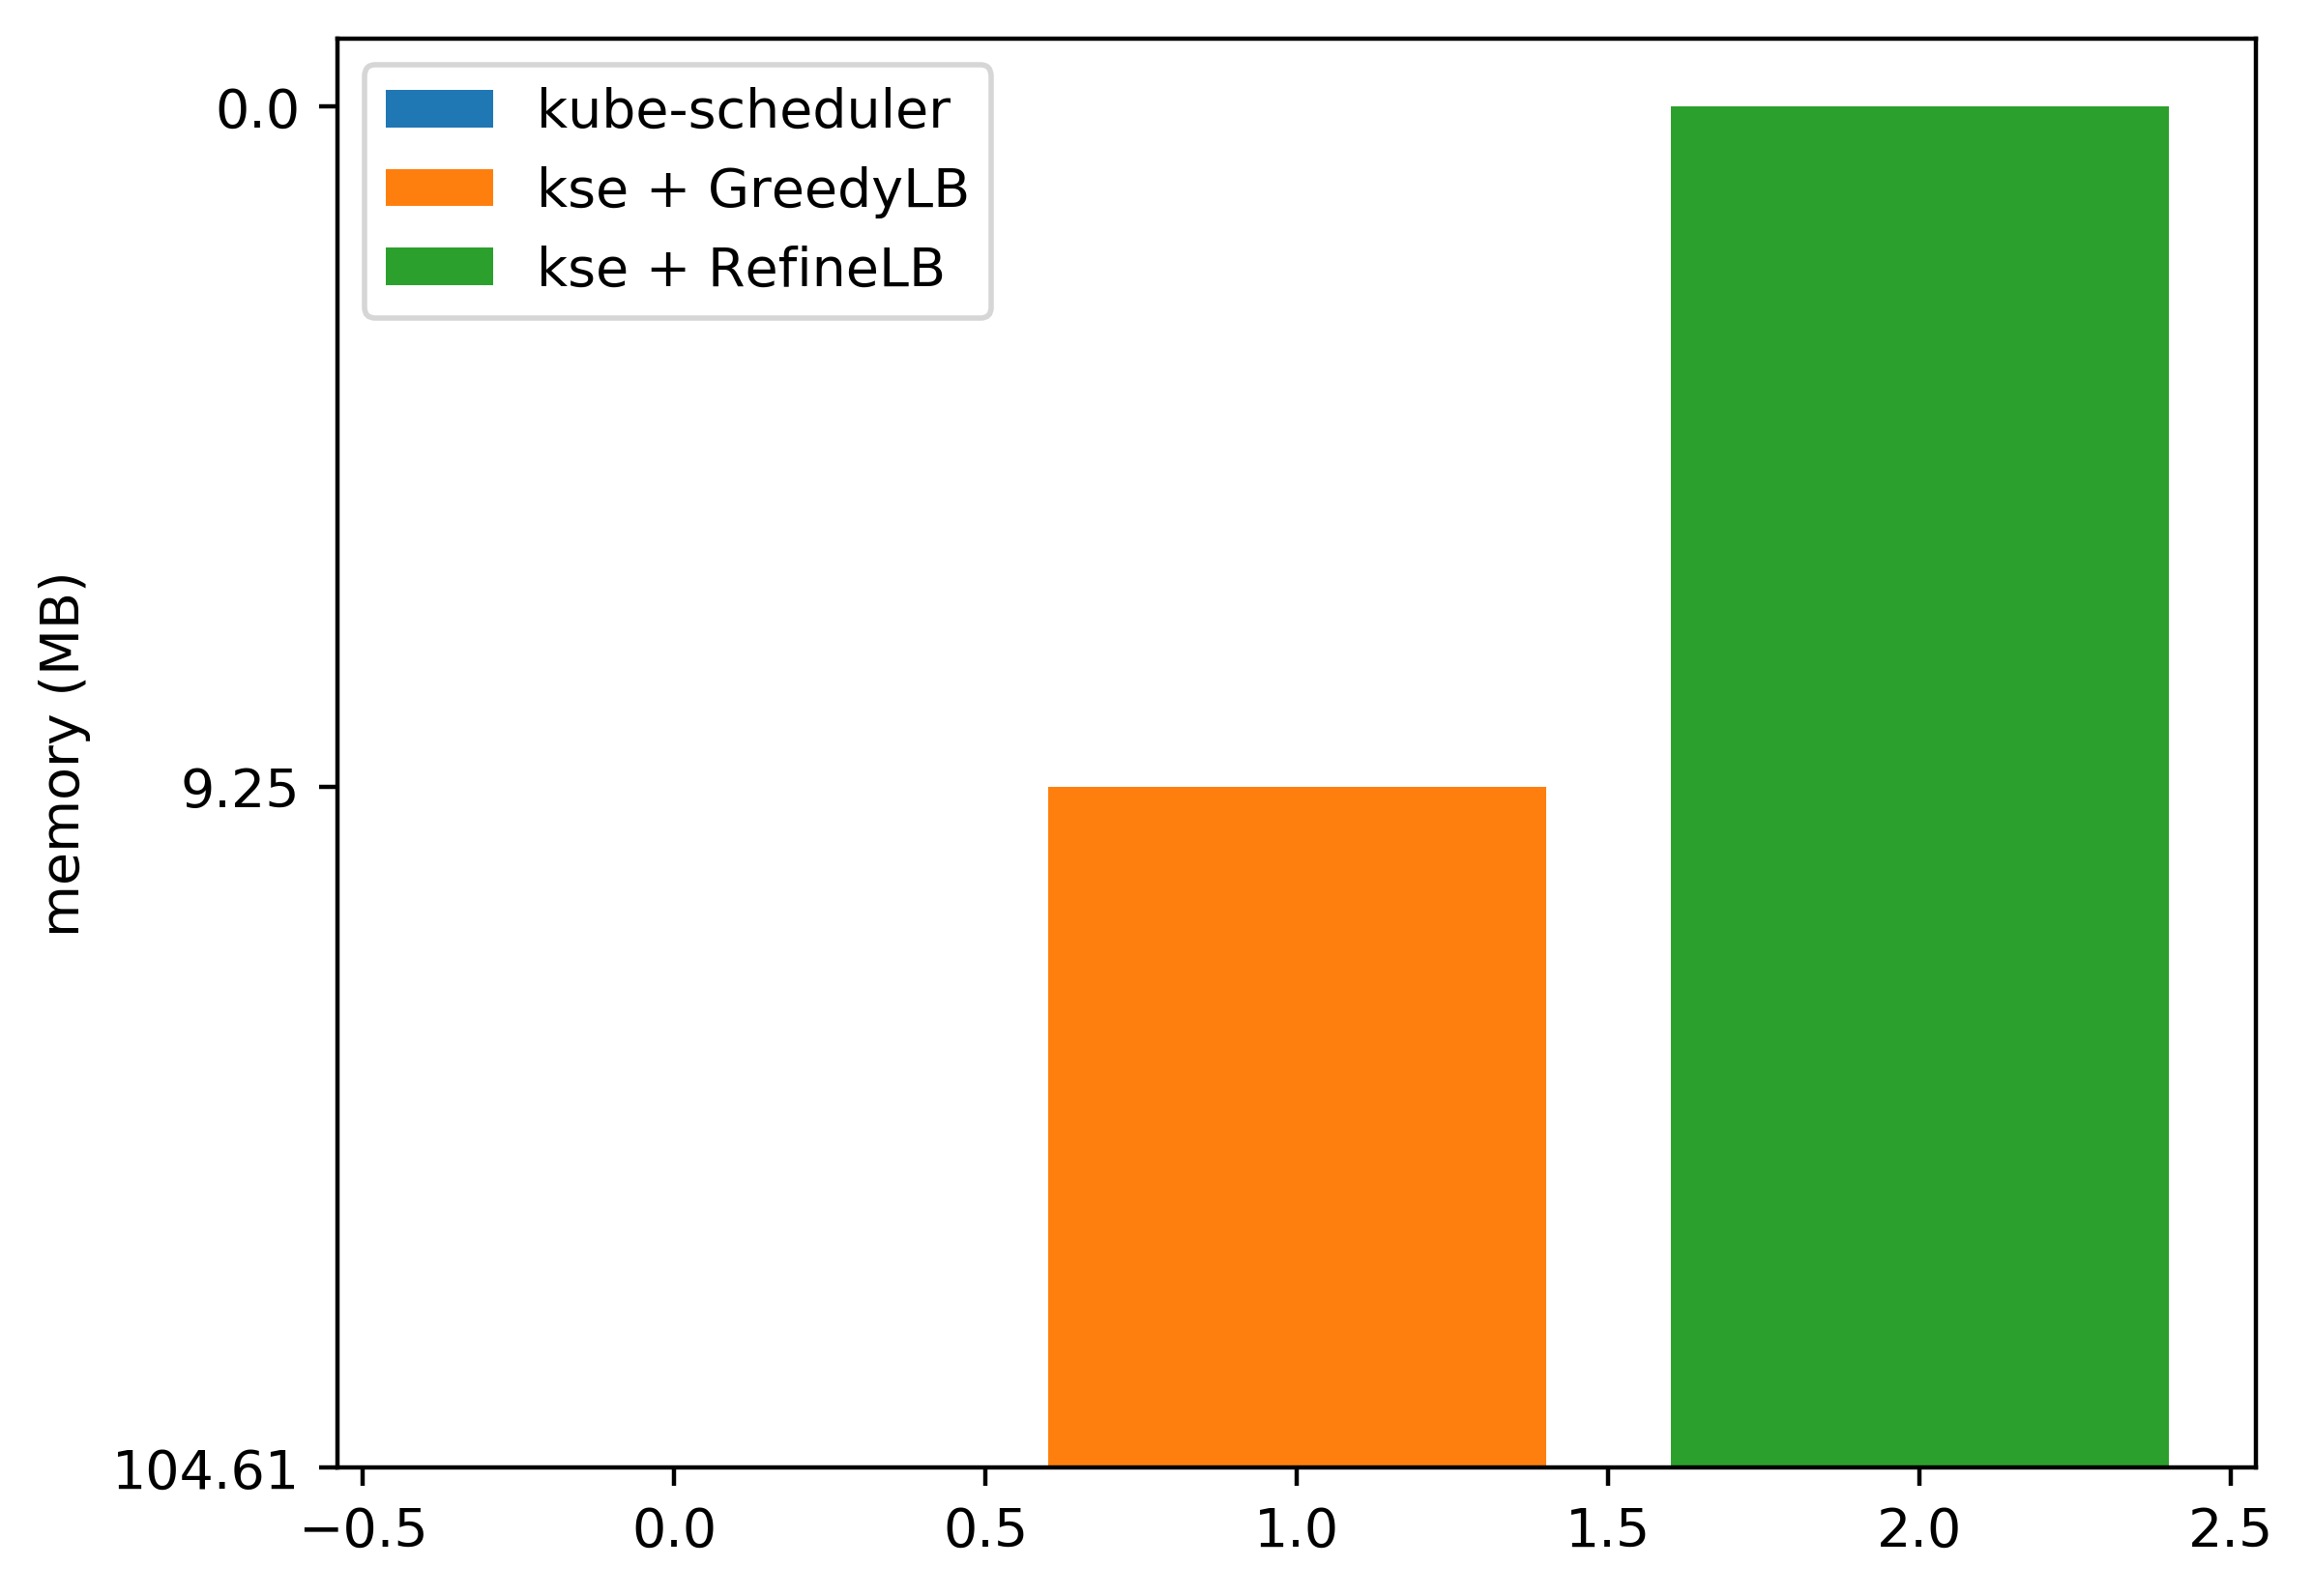 kube-scheduler
kse + GreedyLB
kse + RefineLB
memory (MB)
0.0
9.25
104.61
−0.5 0.0 0.5 1.0 1.5 2.0 2.5